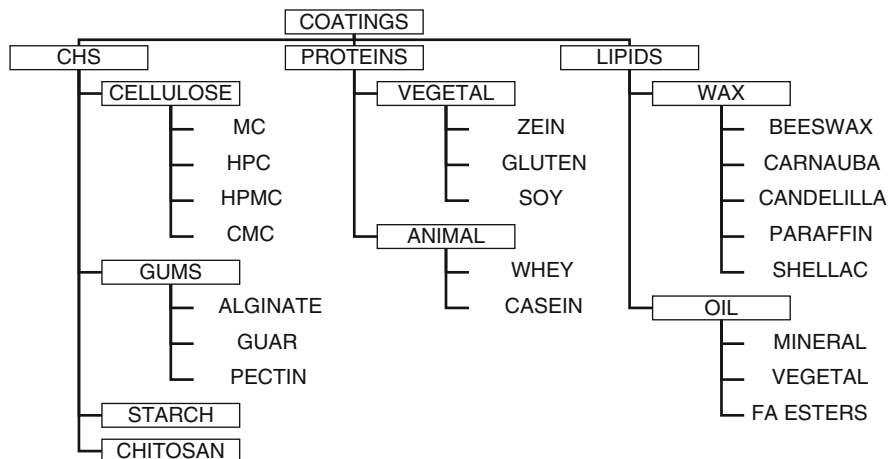 COATINGS
CHS
CELLULOSE
MC
HPC
HPMC
CMC
GUMS
ALGINATE
GUAR
PECTIN
STARCH
CHITOSAN
PROTEINS
VEGETAL
ZEIN
GLUTEN
SOY
ANIMAL
WHEY
CASEIN
LIPIDS
WAX
BEESWAX
CARNAUBA
CANDELILLA
PARAFFIN
SHELLAC
OIL
MINERAL
VEGETAL
FA ESTERS